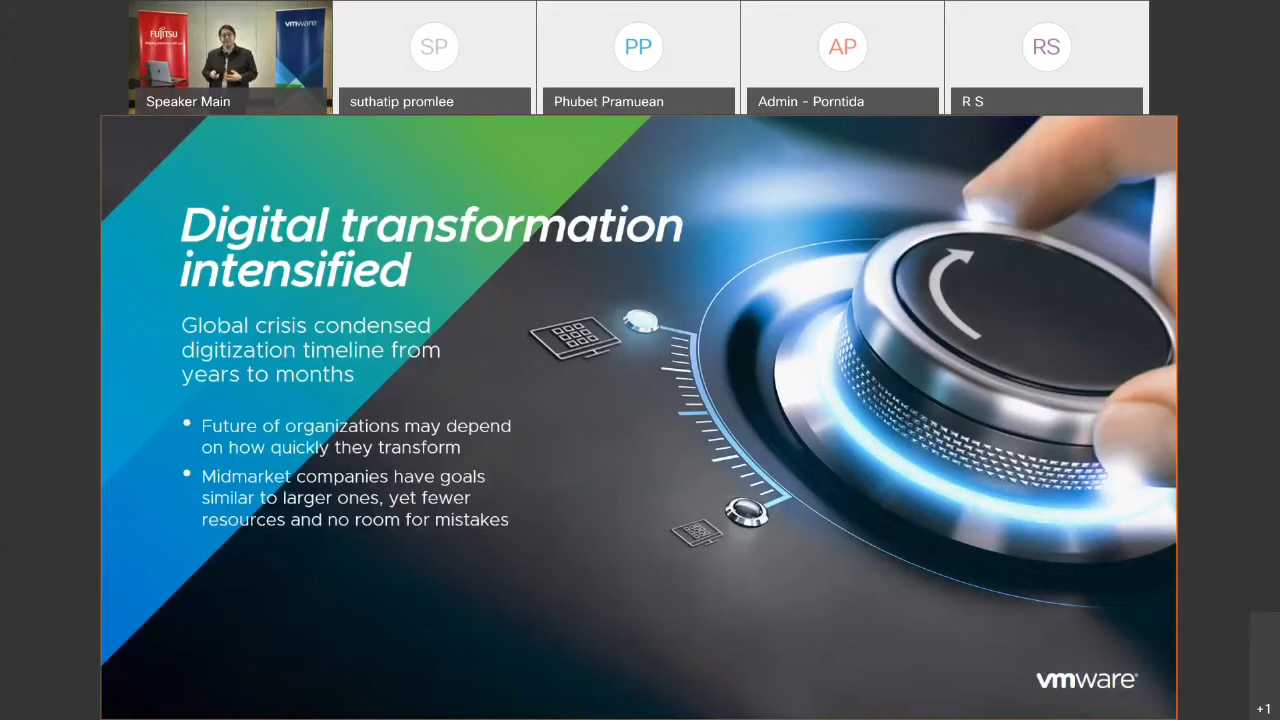 FUJITSU
vmware
Speaker Main
SP
suthatip promlee
PP
Phubet Pramuean
AP
Admin - Porntida
RS
R S
Digital transformation
intensified
Global crisis condensed
digitization timeline from
years to months
• Future of organizations may depend
on how quickly they transform
• Midmarket companies have goals
similar to larger ones, yet fewer
resources and no room for mistakes
vmware®
+1